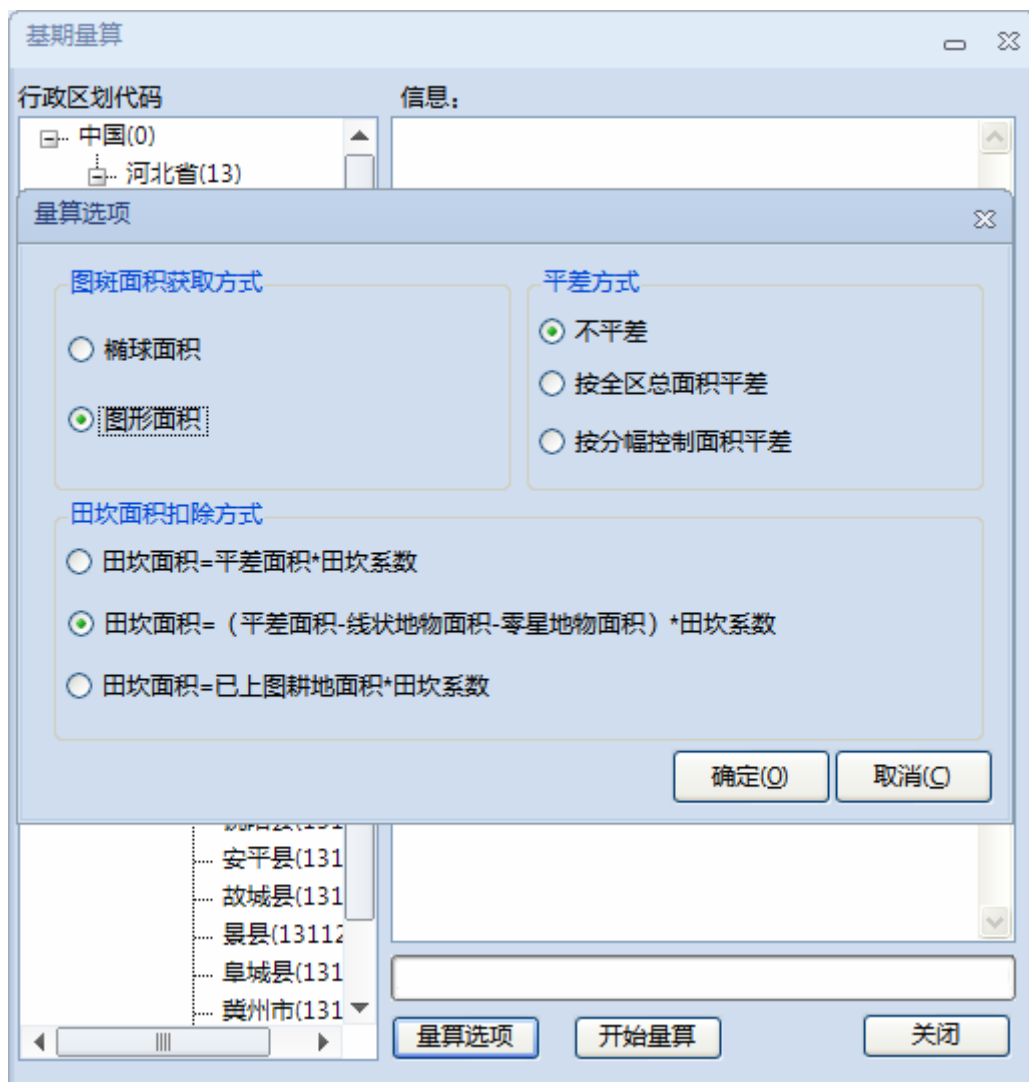 基期量算
行政区划代码
信息：
中国(0)
河北省(13)
量算选项
图斑面积获取方式
椭球面积
图形面积
平差方式
不平差
按全区总面积平差
按分幅控制面积平差
田坎面积扣除方式
田坎面积=平差面积*田坎系数
田坎面积=（平差面积-线状地物面积-零星地物面积）*田坎系数
田坎面积=已上图耕地面积*田坎系数
确定(O)
取消(C)
安平县(131
故城县(131
景县(13112
阜城县(131
冀州市(131
量算选项
开始量算
关闭